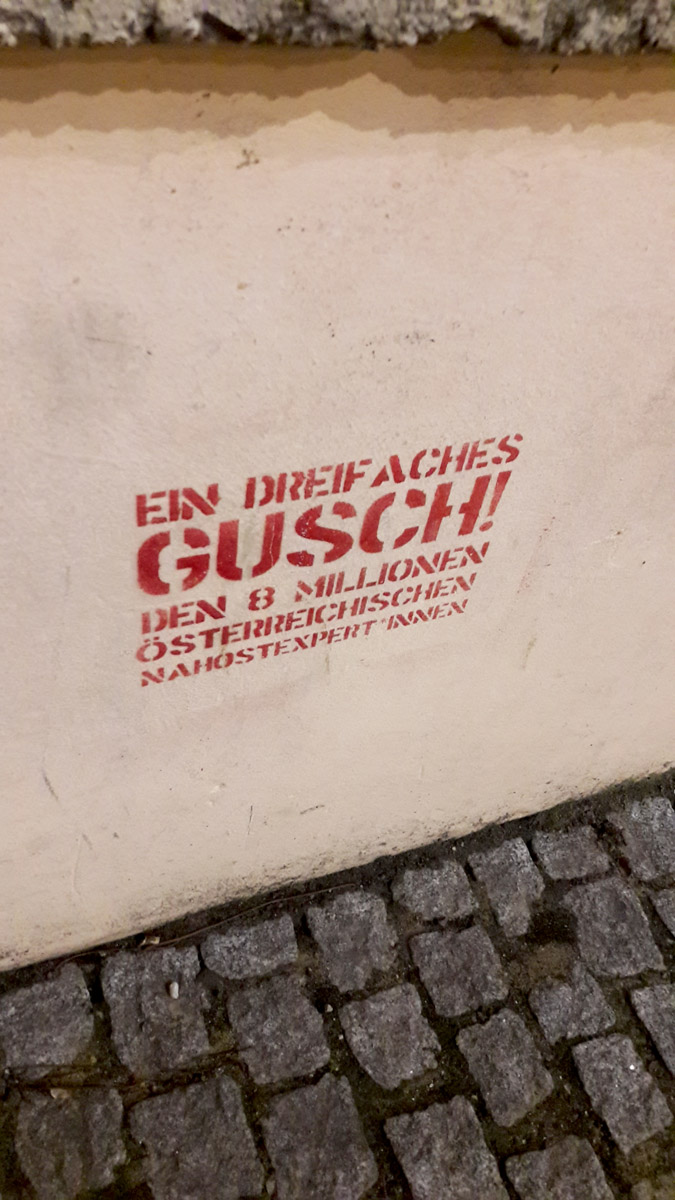 EIN DREIFACHES
GUSCH!
DEN 8 MILLIONEN
ÖSTERREICHISCHEN
NAHOSTEXPERT*INNEN